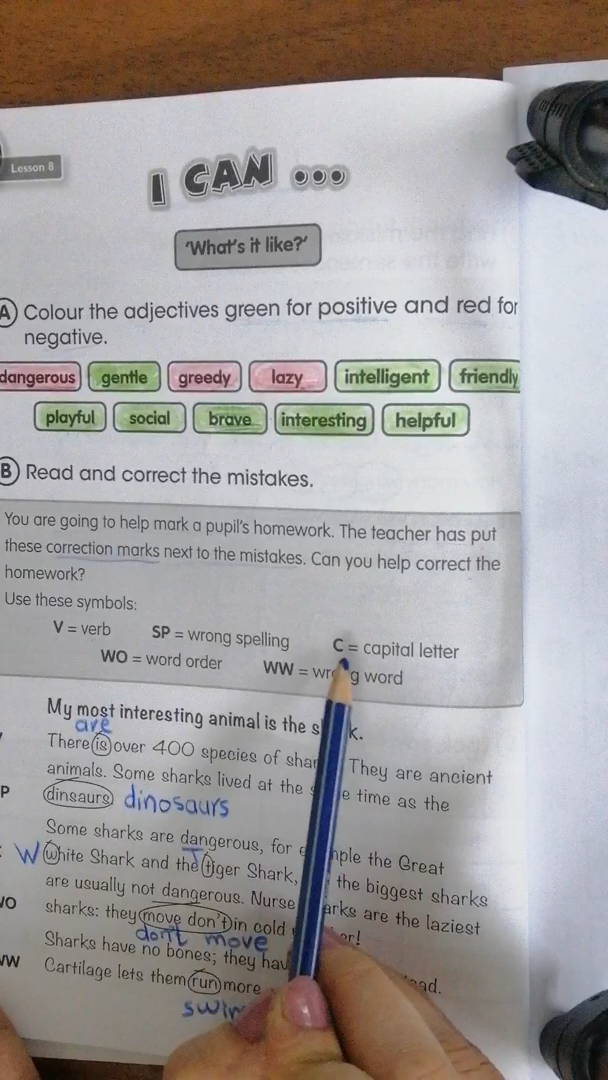 Lesson 8
I CAN ...
'What's it like?'
A Colour the adjectives green for positive and red for
negative.
dangerous gentle greedy lazy intelligent friendly
playful social brave interesting helpful
B Read and correct the mistakes.
You are going to help mark a pupil's homework. The teacher has put
these correction marks next to the mistakes. Can you help correct the
homework?
Use these symbols:
V = verb SP = wrong spelling C = capital letter
WO = word order WW = wrong word
My most interesting animal is the
are
There is over 400 species of They are ancient
P animals. Some sharks lived at the time as the
dinsaurs dinosaurs
Some sharks are dangerous, for the Great
W white Shark and the T tiger Shark, the biggest sharks
are usually not dangerous. Nurse are the laziest
WO sharks: they move don't in cold
don't move
Sharks have no bones; they
WW Cartilage lets them run more
swim